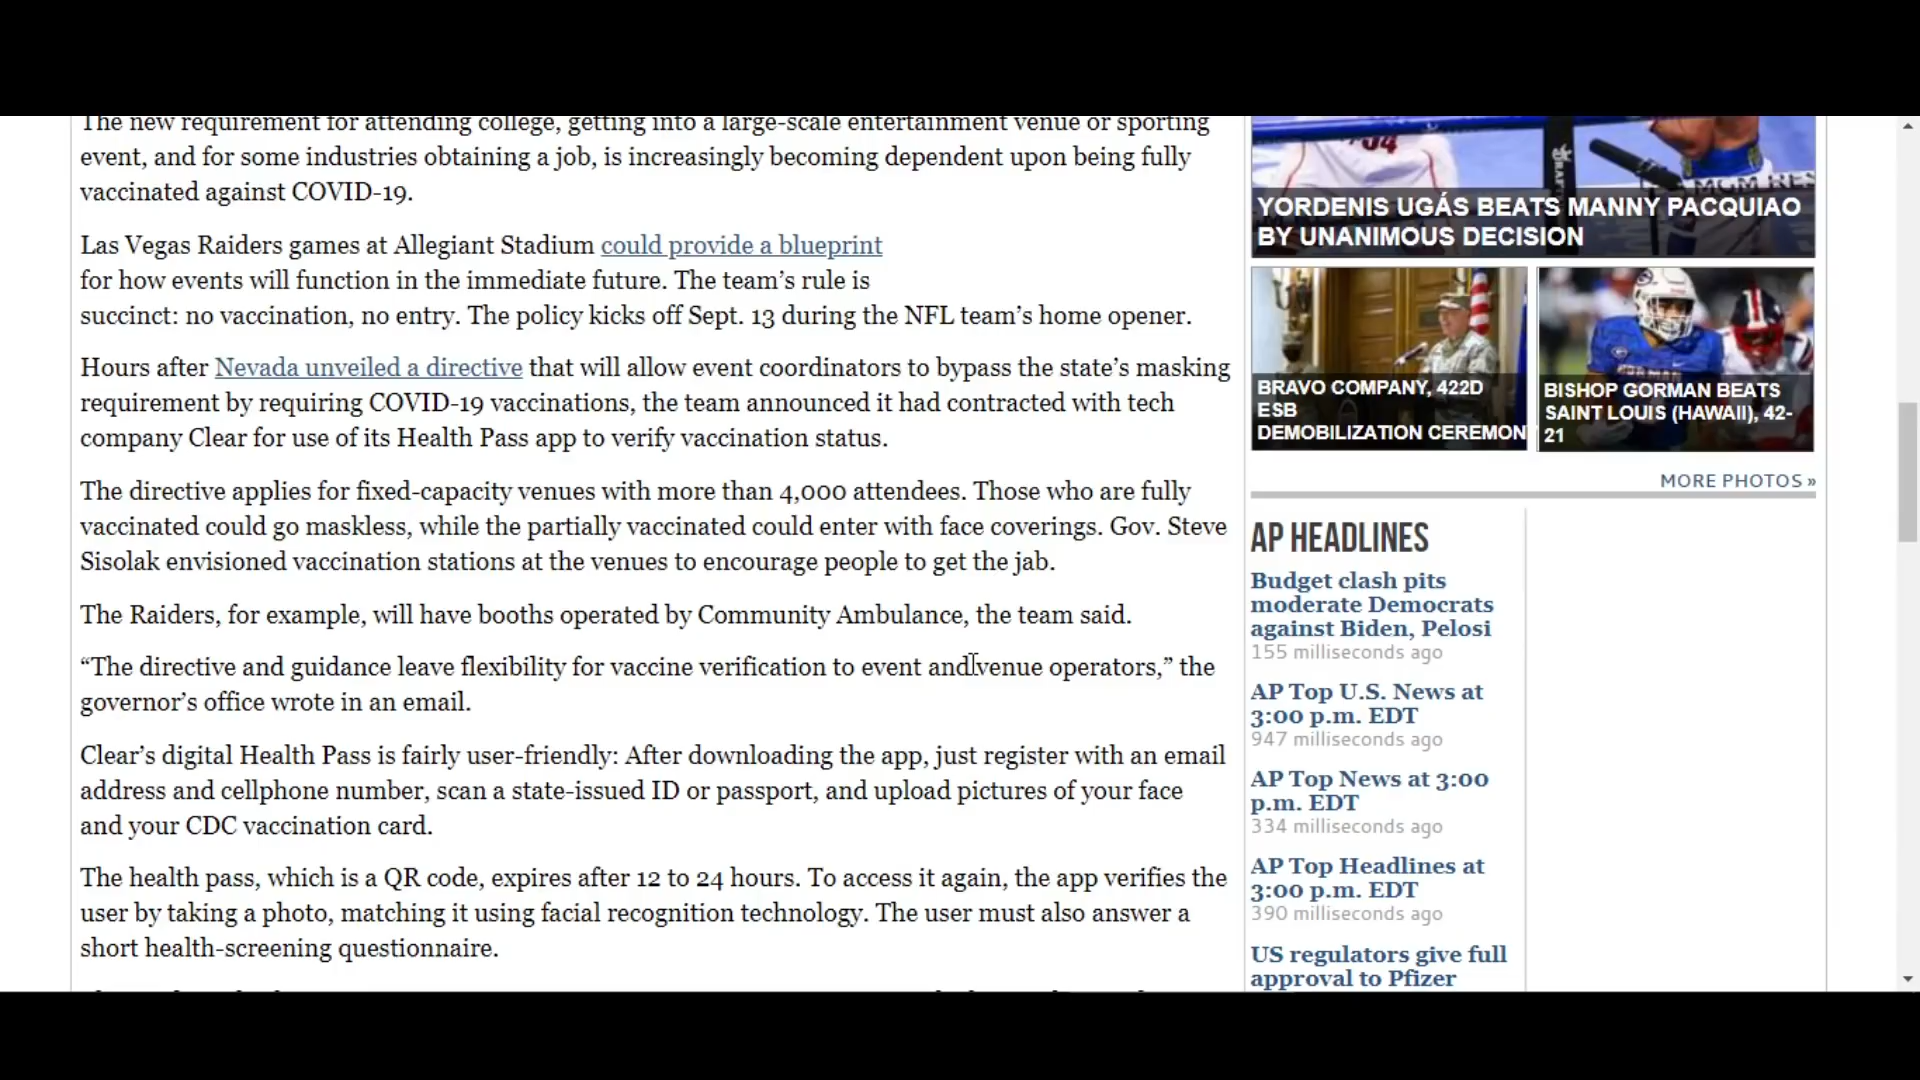 The new requirement for attending college, getting into a large-scale entertainment venue or sporting
event, and for some industries obtaining a job, is increasingly becoming dependent upon being fully
vaccinated against COVID-19.
Las Vegas Raiders games at Allegiant Stadium could provide a blueprint
for how events will function in the immediate future. The team’s rule is
succinct: no vaccination, no entry. The policy kicks off Sept. 13 during the NFL team’s home opener.
Hours after Nevada unveiled a directive that will allow event coordinators to bypass the state’s masking
requirement by requiring COVID-19 vaccinations, the team announced it had contracted with tech
company Clear for use of its Health Pass app to verify vaccination status.
The directive applies for fixed-capacity venues with more than 4,000 attendees. Those who are fully
vaccinated could go maskless, while the partially vaccinated could enter with face coverings. Gov. Steve
Sisolak envisioned vaccination stations at the venues to encourage people to get the jab.
The Raiders, for example, will have booths operated by Community Ambulance, the team said.
“The directive and guidance leave flexibility for vaccine verification to event and venue operators,” the
governor’s office wrote in an email.
Clear’s digital Health Pass is fairly user-friendly: After downloading the app, just register with an email
address and cellphone number, scan a state-issued ID or passport, and upload pictures of your face
and your CDC vaccination card.
The health pass, which is a QR code, expires after 12 to 24 hours. To access it again, the app verifies the
user by taking a photo, matching it using facial recognition technology. The user must also answer a
short health-screening questionnaire.
MGM RES
YORDENIS UGÁS BEATS MANNY PACQUIAO
BY UNANIMOUS DECISION
BRAVO COMPANY, 422D
ESB
DEMOBILIZATION CEREMON
BISHOP GORMAN BEATS
SAINT LOUIS (HAWAII), 42-
21
MORE PHOTOS »
AP HEADLINES
Budget clash pits
moderate Democrats
against Biden, Pelosi
155 milliseconds ago
AP Top U.S. News at
3:00 p.m. EDT
947 milliseconds ago
AP Top News at 3:00
p.m. EDT
334 milliseconds ago
AP Top Headlines at
3:00 p.m. EDT
390 milliseconds ago
US regulators give full
approval to Pfizer